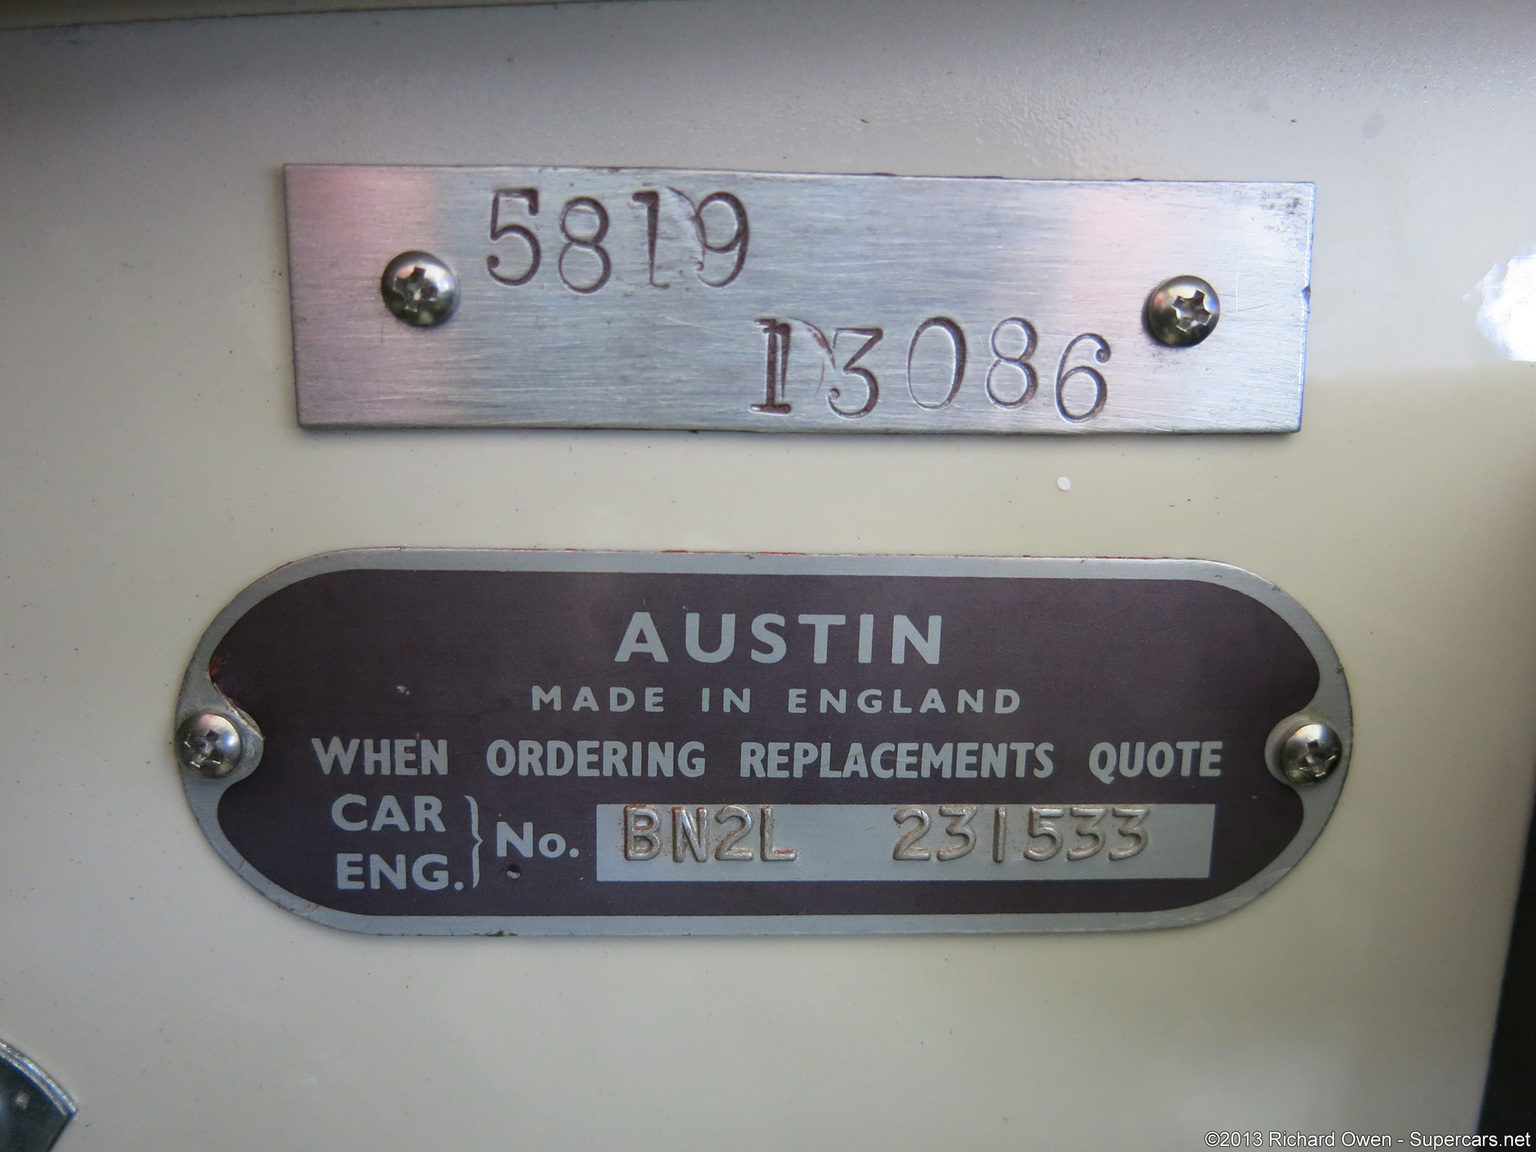 5819
13086
AUSTIN
MADE IN ENGLAND
WHEN ORDERING REPLACEMENTS QUOTE
CAR
ENG. } No. BN2L 231533
©2013 Richard Owen - Supercars.net